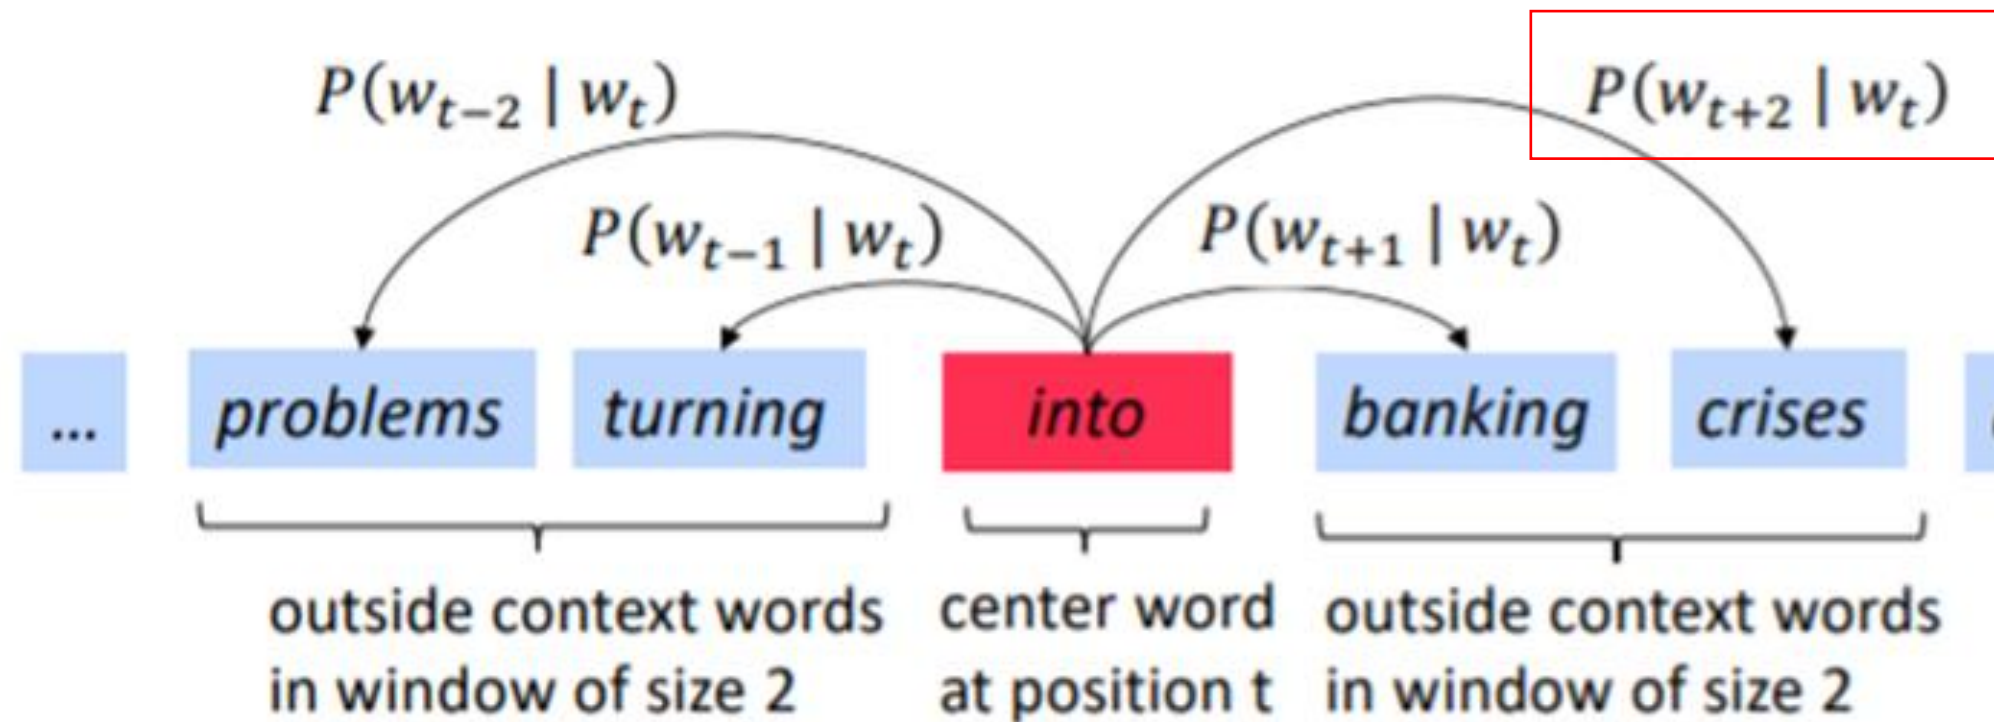 P(w_{t−2} | w_t)
P(w_{t+2} | w_t)
P(w_{t−1} | w_t)
P(w_{t+1} | w_t)
... problems turning into banking crises
outside context words
in window of size 2
center word
at position t
outside context words
in window of size 2